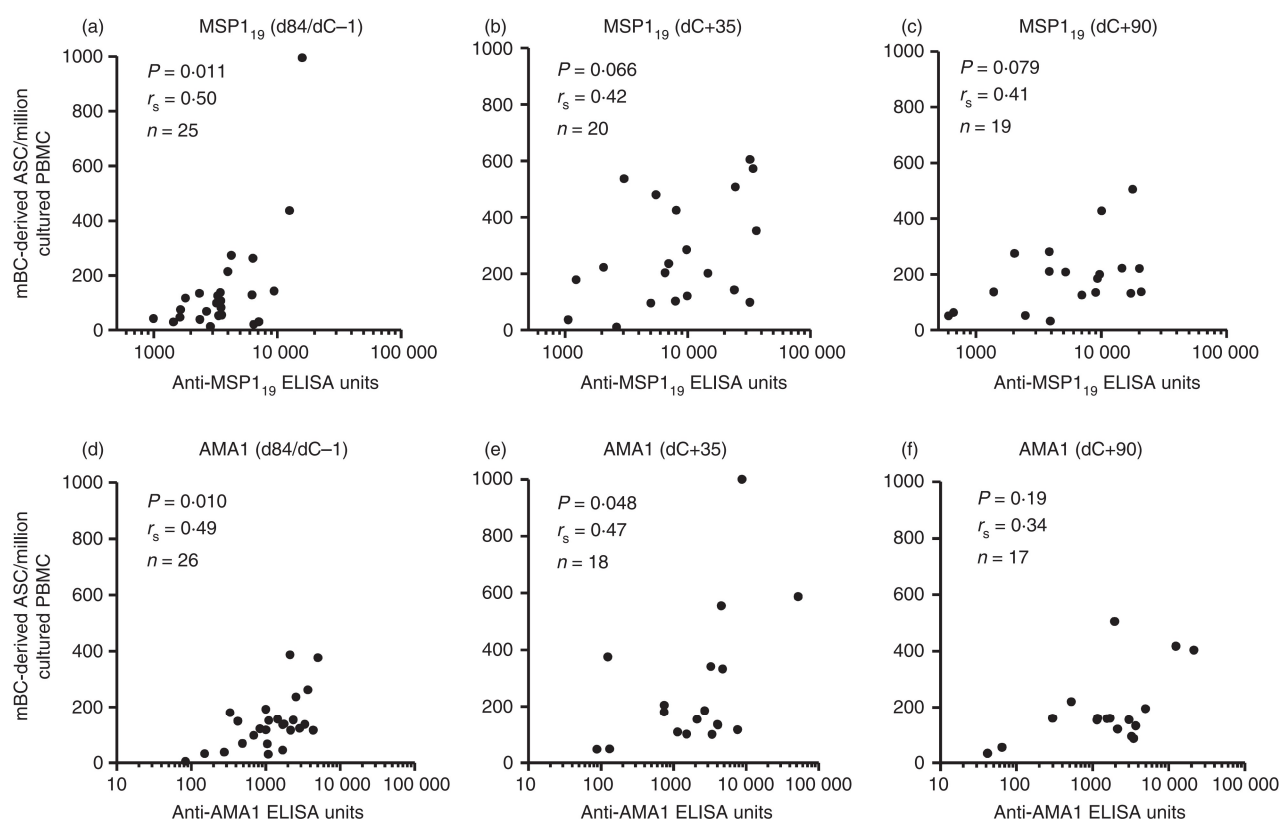 (a) MSP1₁₉ (d84/dC–1)
P = 0·011
rₛ = 0·50
n = 25
mBC-derived ASC/million
cultured PBMC
1000
800
600
400
200
0
1000 10 000 100 000
Anti-MSP1₁₉ ELISA units
(b) MSP1₁₉ (dC+35)
P = 0·066
rₛ = 0·42
n = 20
1000
800
600
400
200
0
1000 10 000 100 000
Anti-MSP1₁₉ ELISA units
(c) MSP1₁₉ (dC+90)
P = 0·079
rₛ = 0·41
n = 19
1000
800
600
400
200
0
1000 10 000 100 000
Anti-MSP1₁₉ ELISA units
(d) AMA1 (d84/dC–1)
P = 0·010
rₛ = 0·49
n = 26
mBC-derived ASC/million
cultured PBMC
1000
800
600
400
200
0
10 100 1000 10 000 100 000
Anti-AMA1 ELISA units
(e) AMA1 (dC+35)
P = 0·048
rₛ = 0·47
n = 18
1000
800
600
400
200
0
10 100 1000 10 000 100 000
Anti-AMA1 ELISA units
(f) AMA1 (dC+90)
P = 0·19
rₛ = 0·34
n = 17
1000
800
600
400
200
0
10 100 1000 10 000 100 000
Anti-AMA1 ELISA units